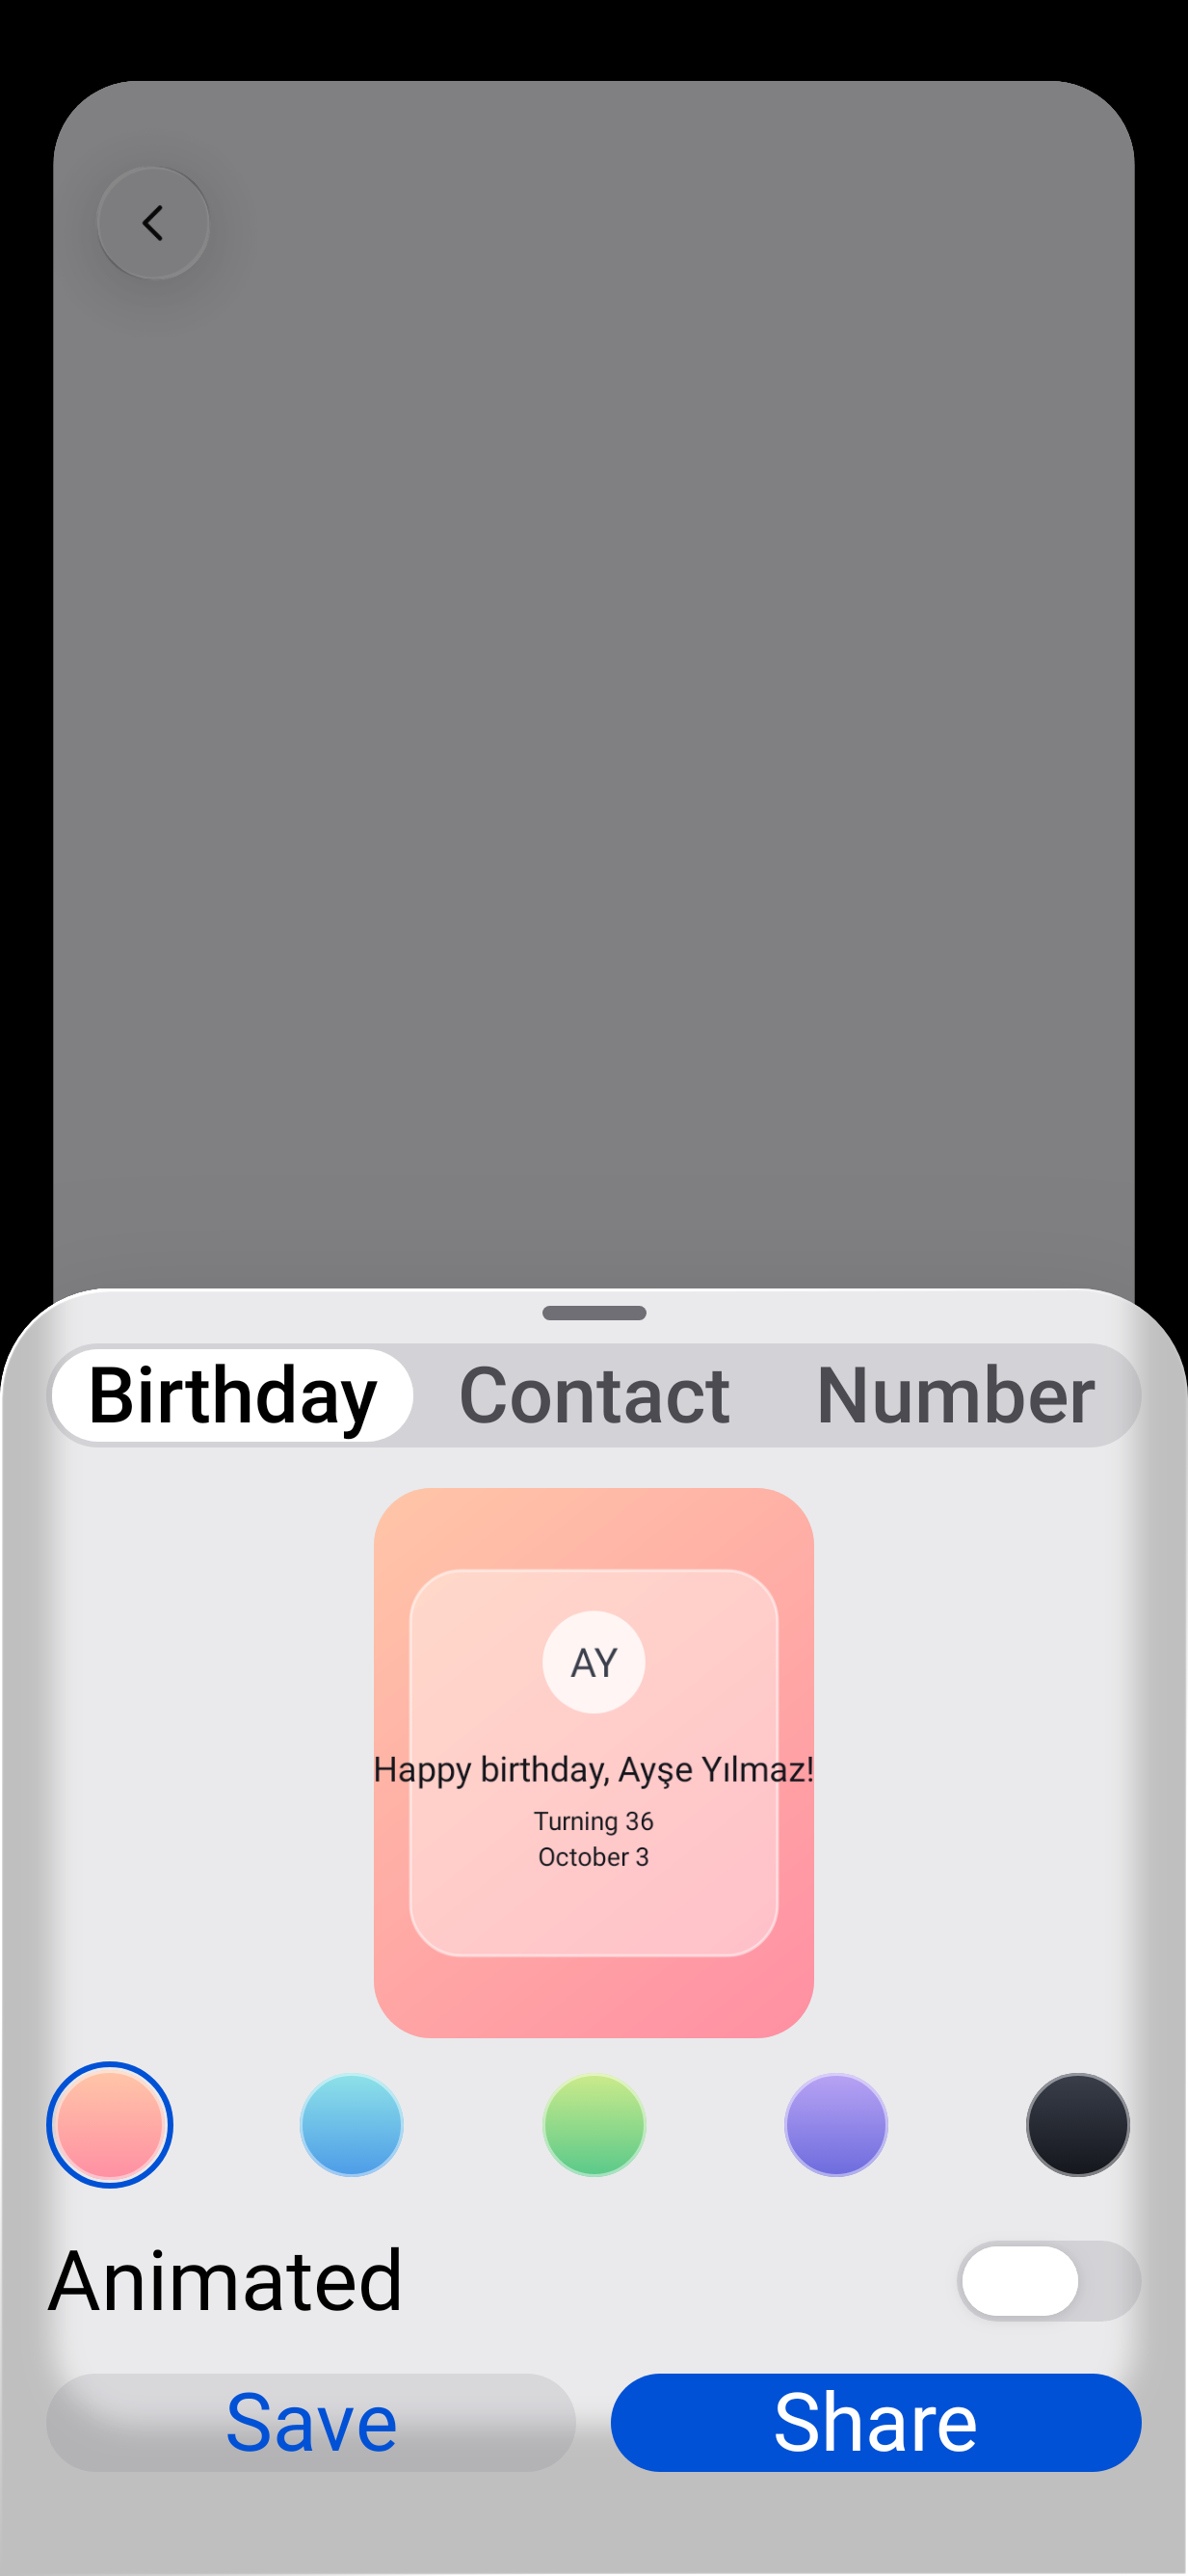 Birthday Contact Number
AY
Happy birthday, Ayşe Yılmaz!
Turning 36
October 3
Animated
Save Share